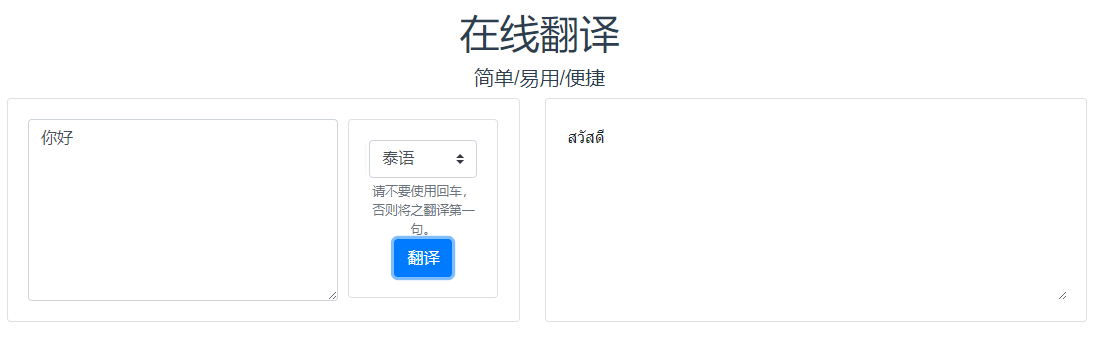 在线翻译
简单/易用/便捷
你好
泰语
请不要使用回车，
否则将之翻译第一
句。
翻译
สวัสดี